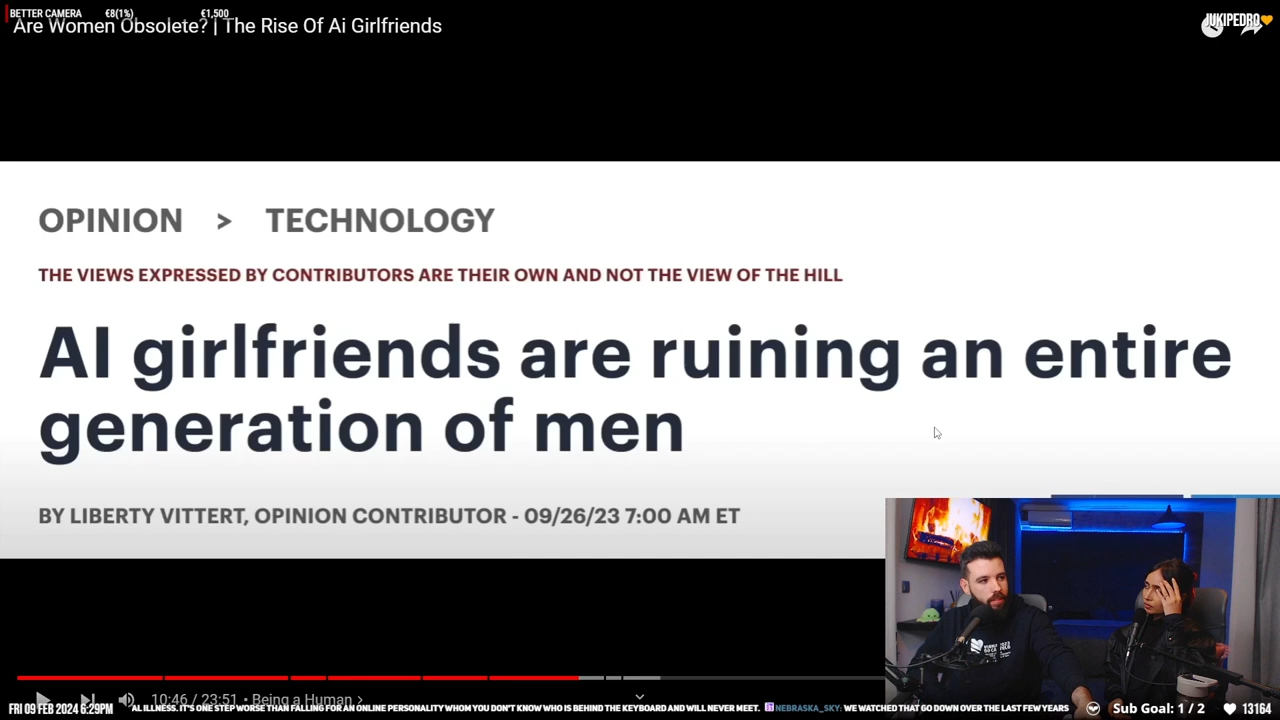 BETTER CAMERA €8(1%) €1,500
Are Women Obsolete? | The Rise Of Ai Girlfriends
JUKIPEDRO
OPINION > TECHNOLOGY
THE VIEWS EXPRESSED BY CONTRIBUTORS ARE THEIR OWN AND NOT THE VIEW OF THE HILL
AI girlfriends are ruining an entire
generation of men
BY LIBERTY VITTERT, OPINION CONTRIBUTOR - 09/26/23 7:00 AM ET
10:46 / 23:51 • Being a Human >
FRI 09 FEB 2024 6:29PM
AL ILLNESS. IT'S ONE STEP WORSE THAN FALLING FOR AN ONLINE PERSONALITY WHOM YOU DON'T KNOW WHO IS BEHIND THE KEYBOARD AND WILL NEVER MEET. NEBRASKA_SKY: WE WATCHED THAT GO DOWN OVER THE LAST FEW YEARS
Sub Goal: 1 / 2 13164